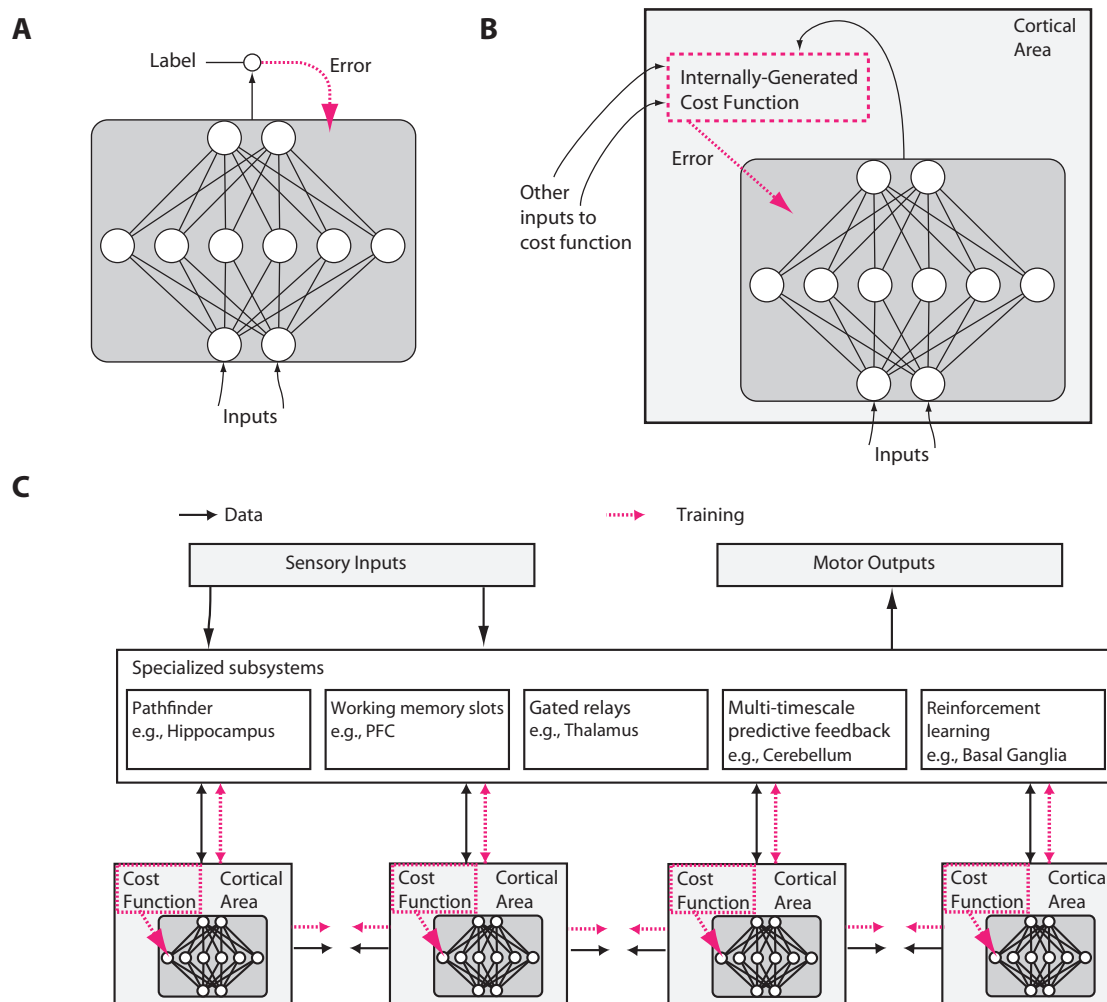 A
Label
Error
Inputs
B
Cortical
Area
Internally-Generated
Cost Function
Error
Other
inputs to
cost function
Inputs
C
Data
Training
Sensory Inputs
Motor Outputs
Specialized subsystems
Pathfinder
e.g., Hippocampus
Working memory slots
e.g., PFC
Gated relays
e.g., Thalamus
Multi-timescale
predictive feedback
e.g., Cerebellum
Reinforcement
learning
e.g., Basal Ganglia
Cost
Function
Cortical
Area
Cost
Function
Cortical
Area
Cost
Function
Cortical
Area
Cost
Function
Cortical
Area